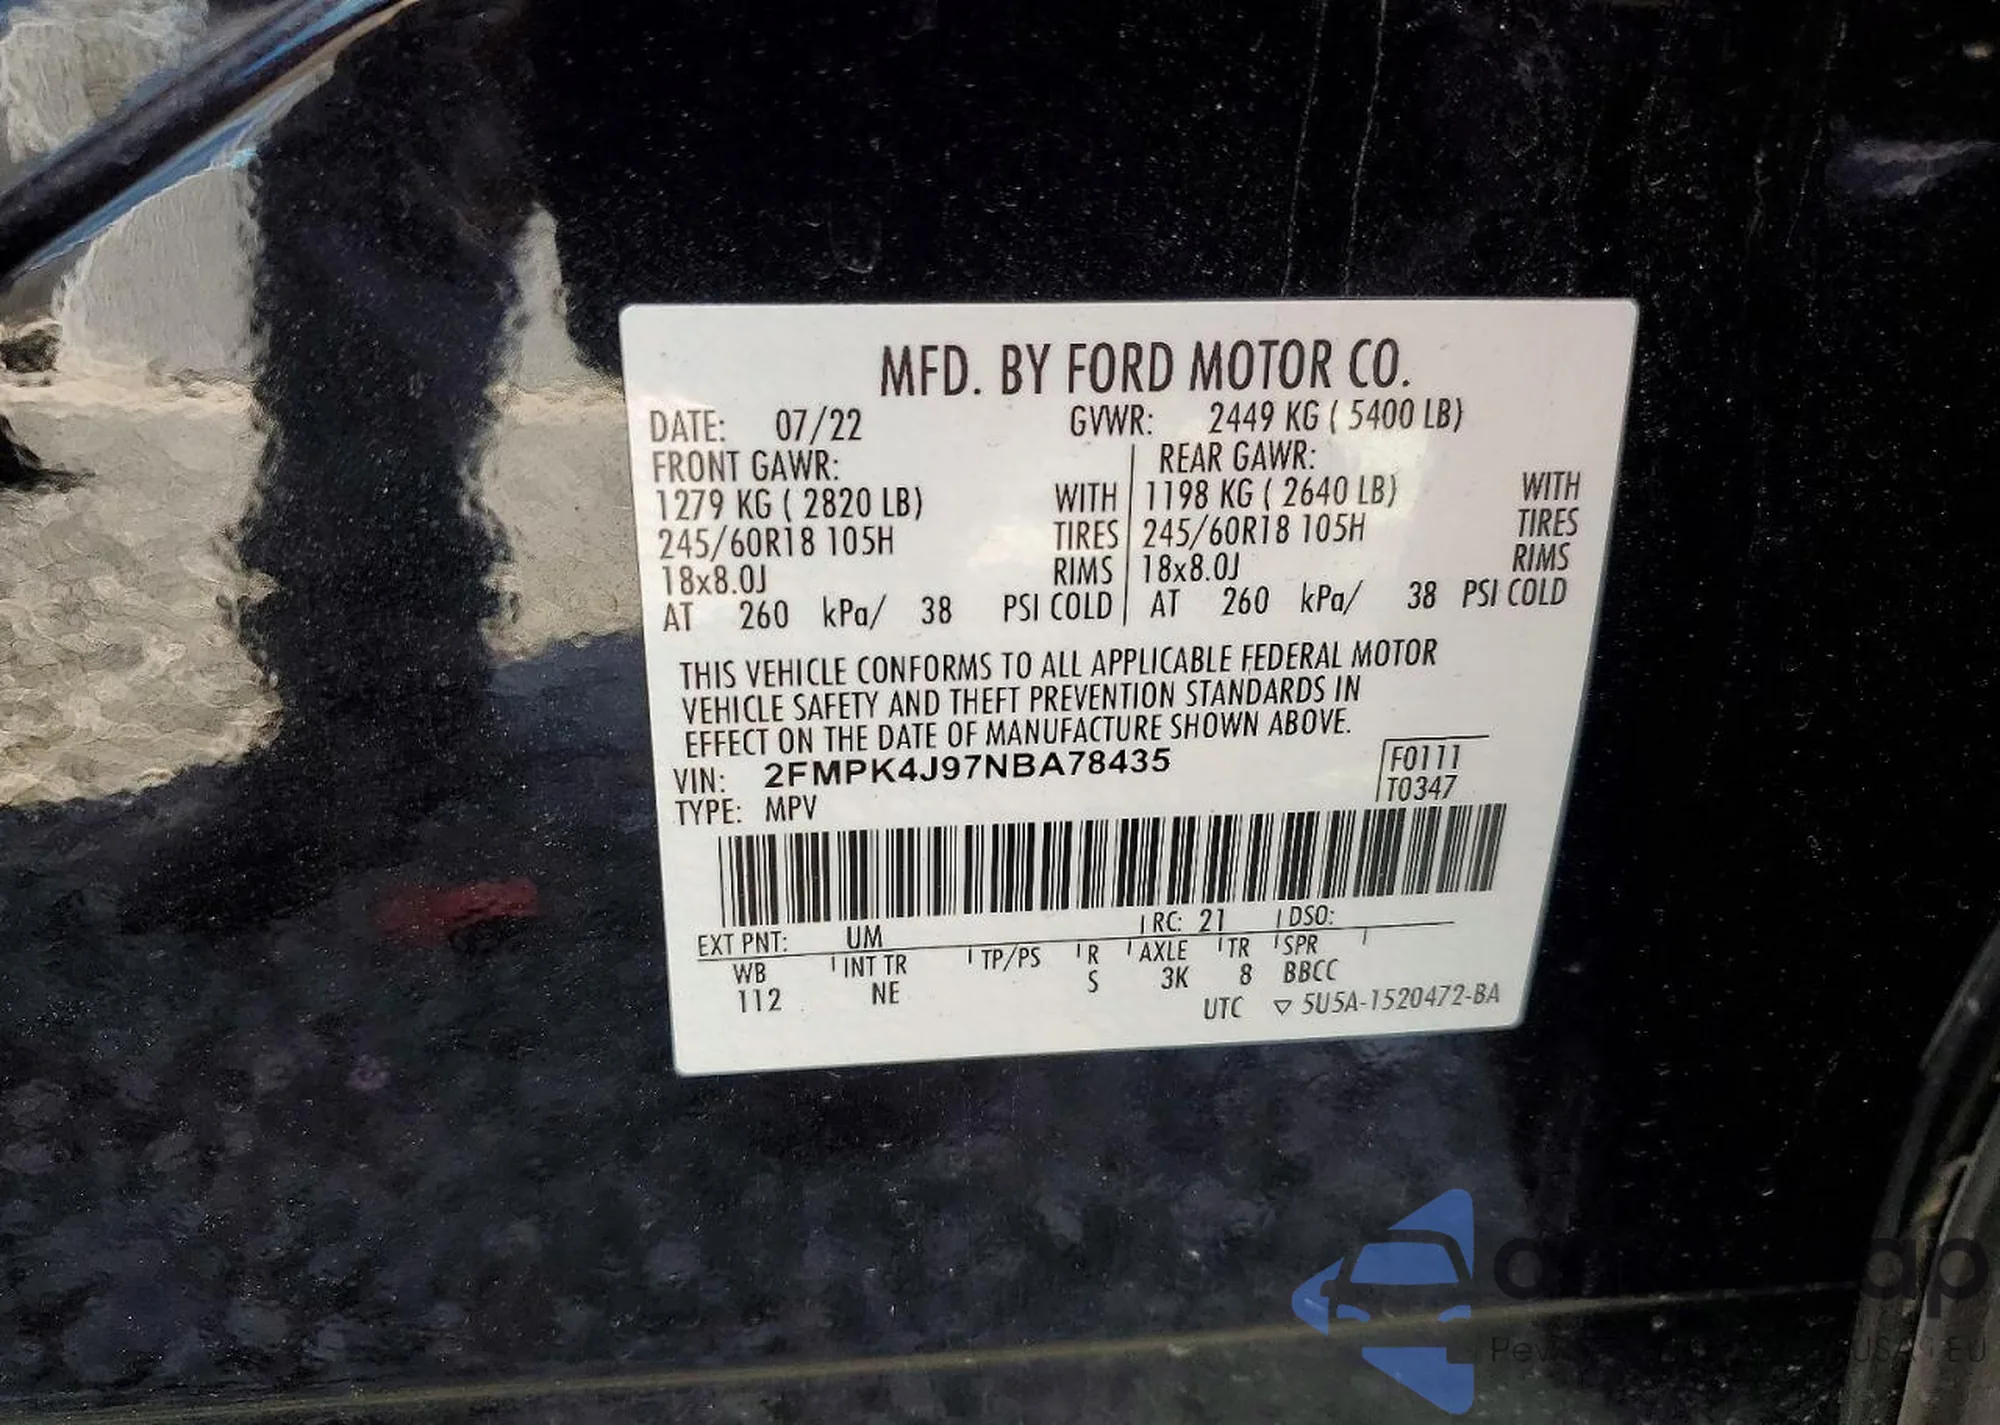 MFD. BY FORD MOTOR CO.
DATE: 07/22 GVWR: 2449 KG ( 5400 LB)
FRONT GAWR: REAR GAWR:
1279 KG ( 2820 LB) WITH 1198 KG ( 2640 LB) WITH
245/60R18 105H TIRES 245/60R18 105H TIRES
18x8.0J RIMS 18x8.0J RIMS
AT 260 kPa/ 38 PSI COLD AT 260 kPa/ 38 PSI COLD
THIS VEHICLE CONFORMS TO ALL APPLICABLE FEDERAL MOTOR
VEHICLE SAFETY AND THEFT PREVENTION STANDARDS IN
EFFECT ON THE DATE OF MANUFACTURE SHOWN ABOVE.
VIN: 2FMPK4J97NBA78435 F0111
TYPE: MPV T0347
EXT PNT: UM RC: 21 DSO:
WB INT TR TP/PS R AXLE TR SPR
112 NE S 3K 8 BBCC
UTC ▽ 5U5A-1520472-BA
USA EU